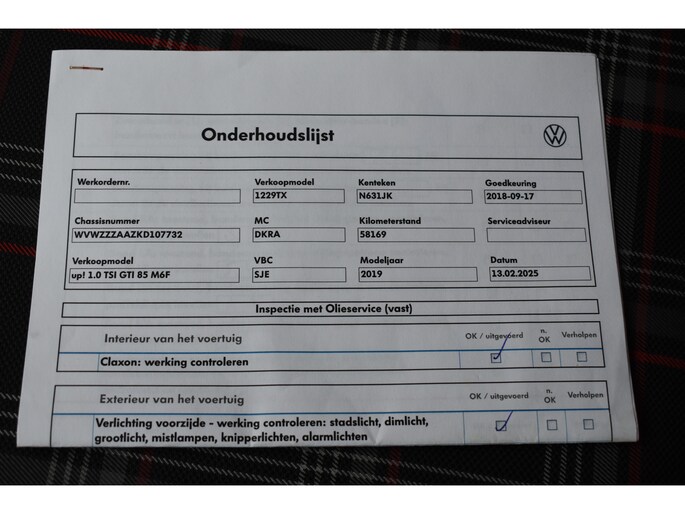 Onderhoudslijst
Werkordernr. Verkoopmodel Kenteken Goedkeuring
1229TX N631JK 2018-09-17
Chassisnummer MC Kilometerstand Serviceadviseur
WVWZZZAAZKD107732 DKRA 58169
Verkoopmodel VBC Modeljaar Datum
up! 1.0 TSI GTI 85 M6F SJE 2019 13.02.2025
Inspectie met Olieservice (vast)
Interieur van het voertuig OK / uitgevoerd n. OK Verholpen
Claxon: werking controleren
Exterieur van het voertuig OK / uitgevoerd n. OK Verholpen
Verlichting voorzijde - werking controleren: stadslicht, dimlicht,
grootlicht, mistlampen, knipperlichten, alarmlichten